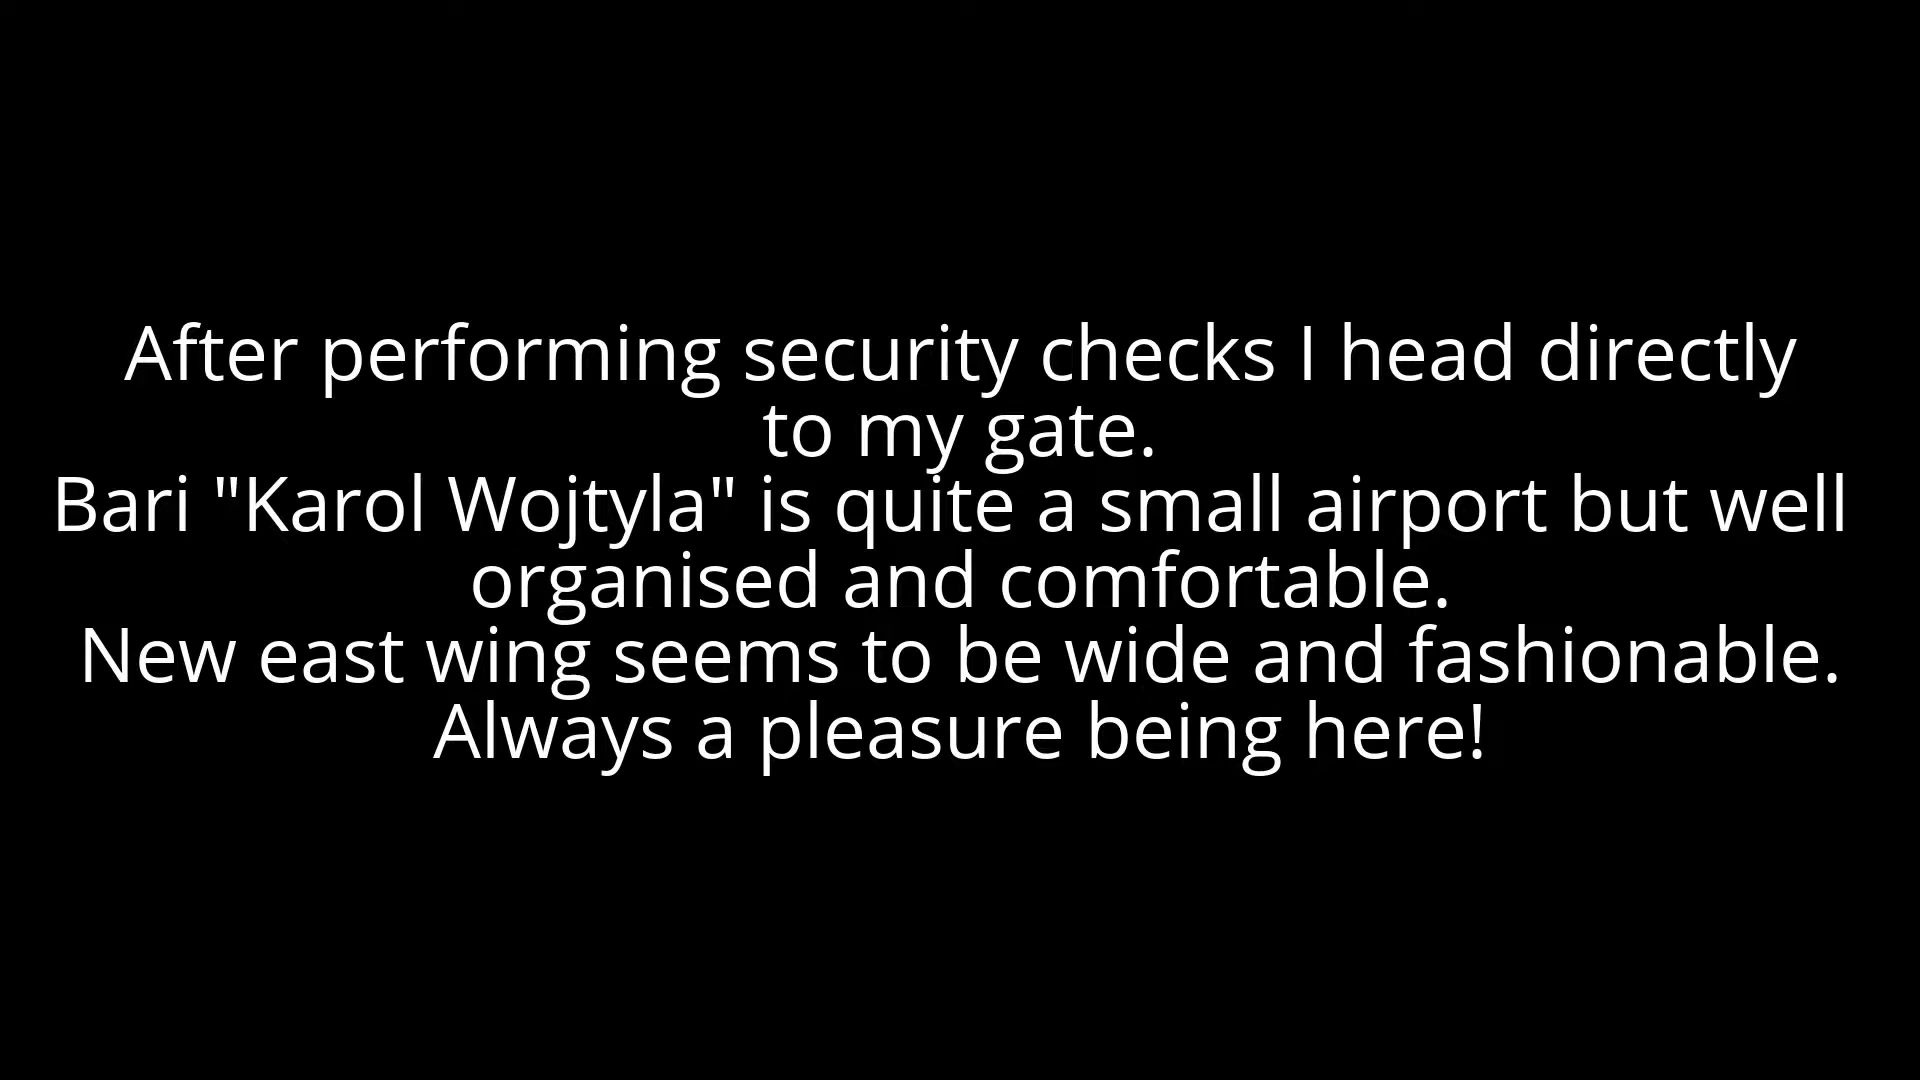 After performing security checks I head directly
to my gate.
Bari "Karol Wojtyla" is quite a small airport but well
organised and comfortable.
New east wing seems to be wide and fashionable.
Always a pleasure being here!